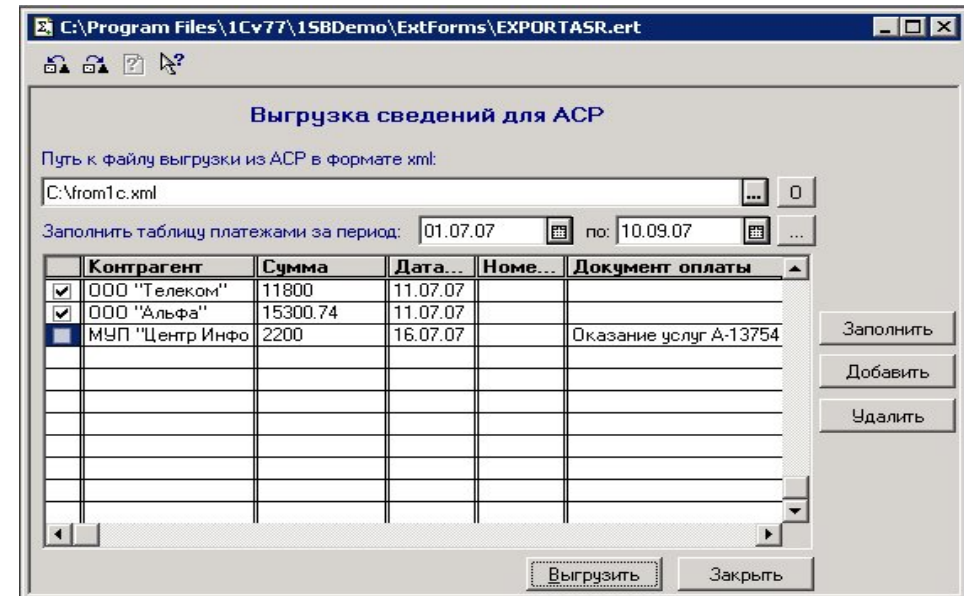 C:\Program Files\1Cv77\1SBDemo\ExtForms\EXPORTASR.ert
Выгрузка сведений для АСР
Путь к файлу выгрузки из АСР в формате xml:
C:\from1c.xml ... О
Заполнить таблицу платежами за период: 01.07.07 по: 10.09.07 ...
Контрагент Сумма Дата... Номе... Документ оплаты
ООО "Телеком" 11800 11.07.07
ООО "Альфа" 15300.74 11.07.07
МУП "Центр Инфо 2200 16.07.07 Оказание услуг А-13754
Заполнить
Добавить
Удалить
Выгрузить Закрыть